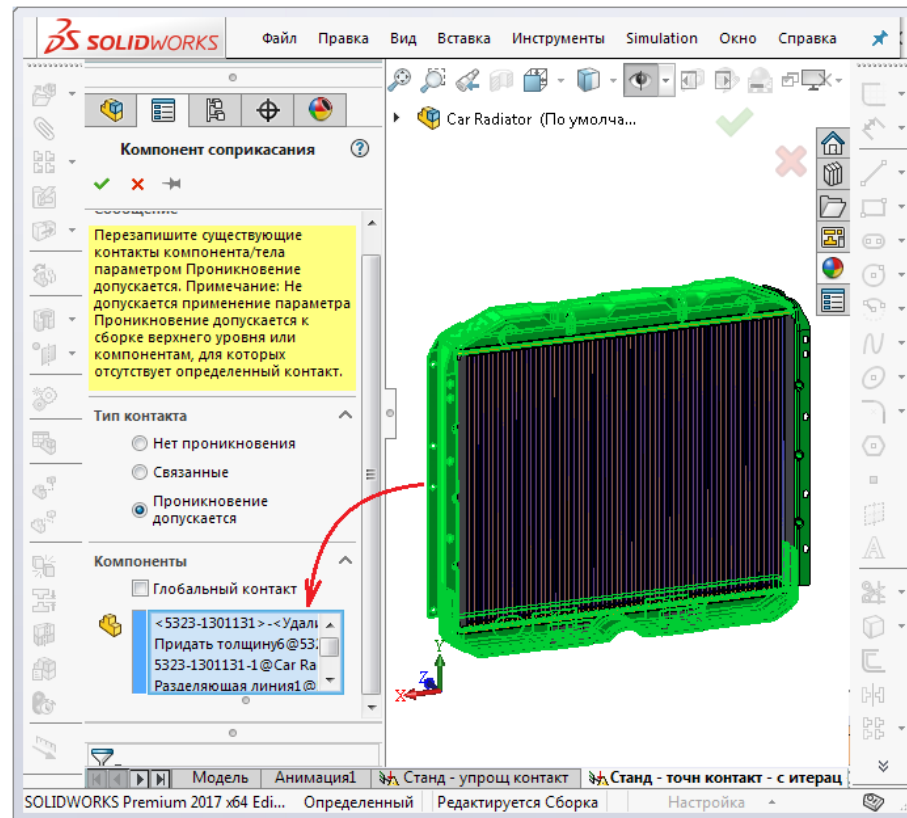 SOLIDWORKS Файл Правка Вид Вставка Инструменты Simulation Окно Справка
Car Radiator (По умолча...
Компонент соприкасания
Сообщение
Перезапишите существующие
контакты компонента/тела
параметром Проникновение
допускается. Примечание: Не
допускается применение параметра
Проникновение допускается к
сборке верхнего уровня или
компонентам, для которых
отсутствует определенный контакт.
Тип контакта
Нет проникновения
Связанные
Проникновение
допускается
Компоненты
Глобальный контакт
<5323-1301131>-<Удали
Придать толщину6@532
5323-1301131-1@Car Ra
Разделяющая линия1@
Y
Z
X
Модель Анимация1 Станд - упрощ контакт Станд - точн контакт - с итерац
SOLIDWORKS Premium 2017 x64 Edi... Определенный Редактируется Сборка Настройка